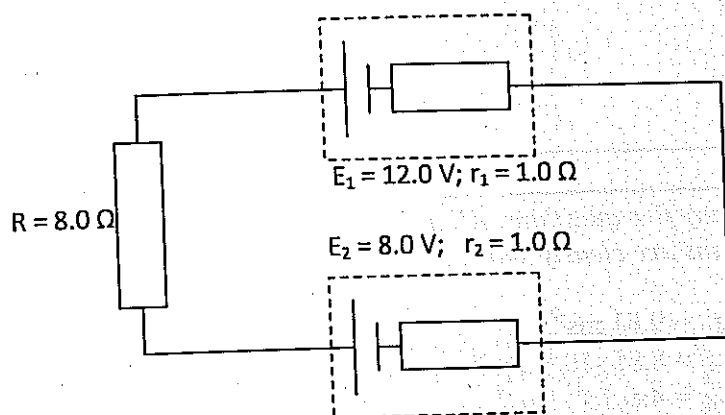 E₁ = 12.0 V; r₁ = 1.0 Ω
R = 8.0 Ω
E₂ = 8.0 V; r₂ = 1.0 Ω